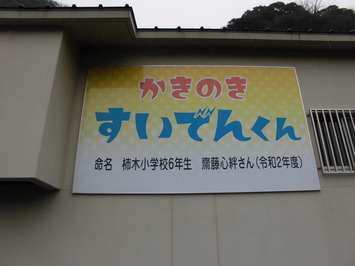 かきのき
すいでんくん
命名 柿木小学校6年生 齋藤心絆さん(令和2年度)